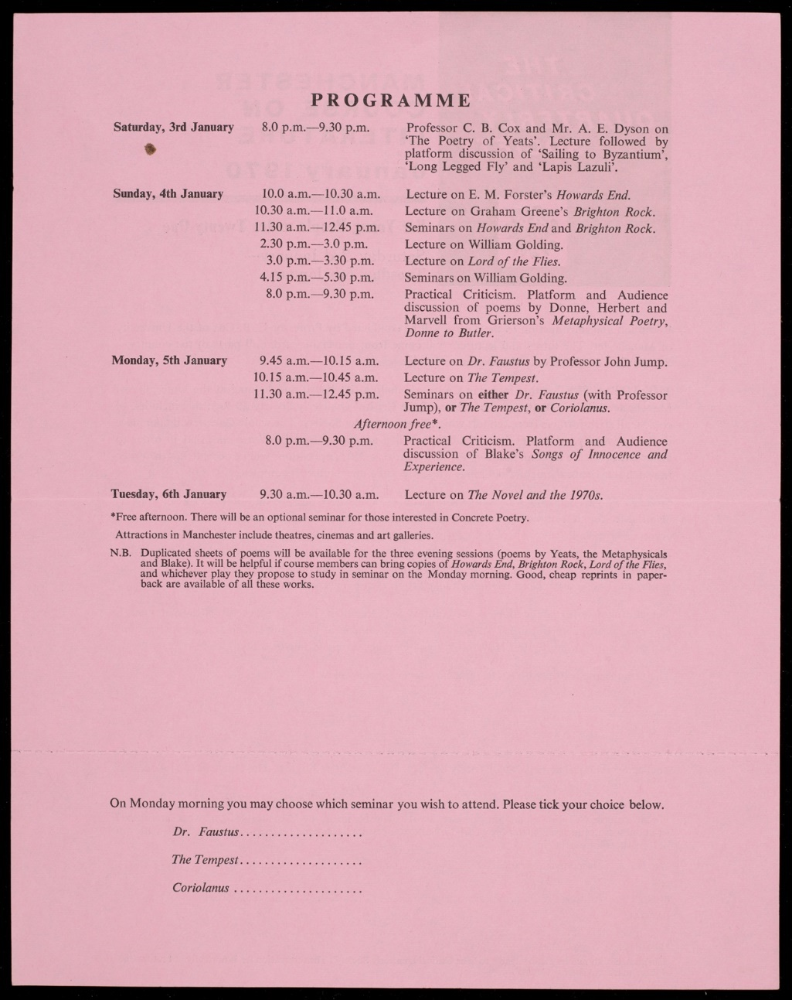 PROGRAMME
Saturday, 3rd January 8.0 p.m.—9.30 p.m. Professor C. B. Cox and Mr. A. E. Dyson on
‘The Poetry of Yeats’. Lecture followed by
platform discussion of ‘Sailing to Byzantium’,
‘Long Legged Fly’ and ‘Lapis Lazuli’.
Sunday, 4th January 10.0 a.m.—10.30 a.m. Lecture on E. M. Forster’s Howards End.
10.30 a.m.—11.0 a.m. Lecture on Graham Greene’s Brighton Rock.
11.30 a.m.—12.45 p.m. Seminars on Howards End and Brighton Rock.
2.30 p.m.—3.0 p.m. Lecture on William Golding.
3.0 p.m.—3.30 p.m. Lecture on Lord of the Flies.
4.15 p.m.—5.30 p.m. Seminars on William Golding.
8.0 p.m.—9.30 p.m. Practical Criticism. Platform and Audience
discussion of poems by Donne, Herbert and
Marvell from Grierson’s Metaphysical Poetry,
Donne to Butler.
Monday, 5th January 9.45 a.m.—10.15 a.m. Lecture on Dr. Faustus by Professor John Jump.
10.15 a.m.—10.45 a.m. Lecture on The Tempest.
11.30 a.m.—12.45 p.m. Seminars on either Dr. Faustus (with Professor
Jump), or The Tempest, or Coriolanus.
Afternoon free*.
8.0 p.m.—9.30 p.m. Practical Criticism. Platform and Audience
discussion of Blake’s Songs of Innocence and
Experience.
Tuesday, 6th January 9.30 a.m.—10.30 a.m. Lecture on The Novel and the 1970s.
*Free afternoon. There will be an optional seminar for those interested in Concrete Poetry.
Attractions in Manchester include theatres, cinemas and art galleries.
N.B. Duplicated sheets of poems will be available for the three evening sessions (poems by Yeats, the Metaphysicals
and Blake). It will be helpful if course members can bring copies of Howards End, Brighton Rock, Lord of the Flies,
and whichever play they propose to study in seminar on the Monday morning. Good, cheap reprints in paper-
back are available of all these works.
On Monday morning you may choose which seminar you wish to attend. Please tick your choice below.
Dr. Faustus....................
The Tempest...................
Coriolanus .....................